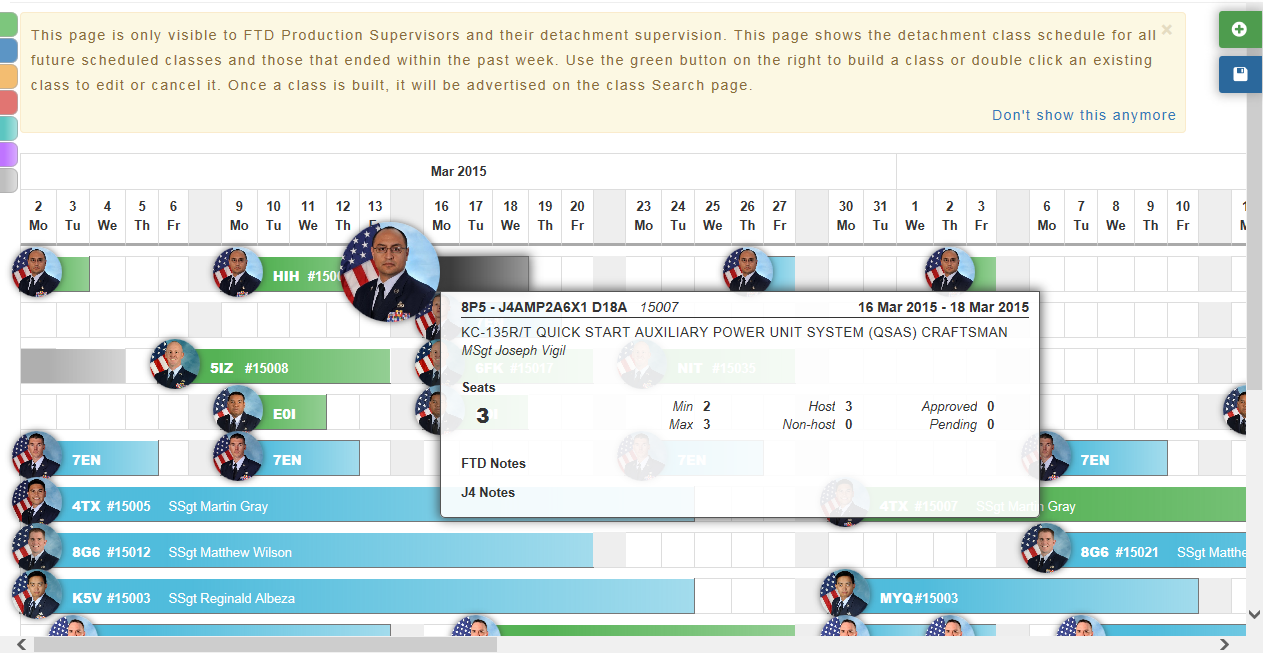 This page is only visible to FTD Production Supervisors and their detachment supervision. This page shows the detachment class schedule for all
future scheduled classes and those that ended within the past week. Use the green button on the right to build a class or double click an existing
class to edit or cancel it. Once a class is built, it will be advertised on the class Search page.
×
Don't show this anymore
Mar 2015
2 3 4 5 6 9 10 11 12 13 16 17 18 19 20 23 24 25 26 27 30 31 1 2 3 6 7 8 9 10
Mo Tu We Th Fr Mo Tu We Th Mo Tu We Th Fr Mo Tu We Th Fr Mo Tu We Th Fr Mo Tu We Th Fr
HIH
8P5 - J4AMP2A6X1 D18A 15007 16 Mar 2015 - 18 Mar 2015
KC-135R/T QUICK START AUXILIARY POWER UNIT SYSTEM (QSAS) CRAFTSMAN
MSgt Joseph Vigil
5IZ #15008
6FK #15017
NIT #15035
Seats
3
Min 2 Host 3 Approved 0
Max 3 Non-host 0 Pending 0
E0I
FTD Notes
7EN
7EN
7EN
7EN
J4 Notes
4TX #15005 SSgt Martin Gray
4TX #15007 SSgt Martin Gray
8G6 #15012 SSgt Matthew Wilson
8G6 #15021 SSgt
K5V #15003 SSgt Reginald Albeza
MYQ #15003